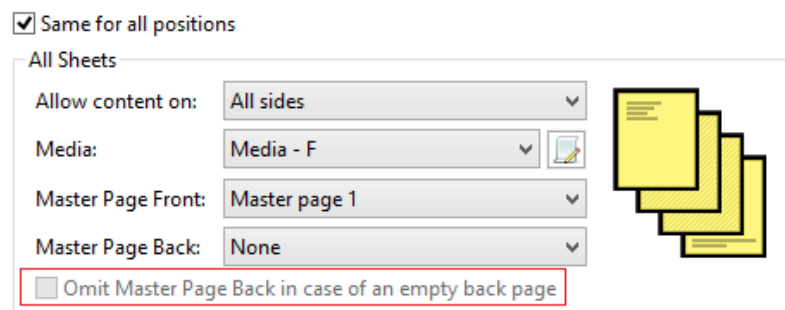 Same for all positions
All Sheets
Allow content on: All sides
Media: Media - F
Master Page Front: Master page 1
Master Page Back: None
Omit Master Page Back in case of an empty back page